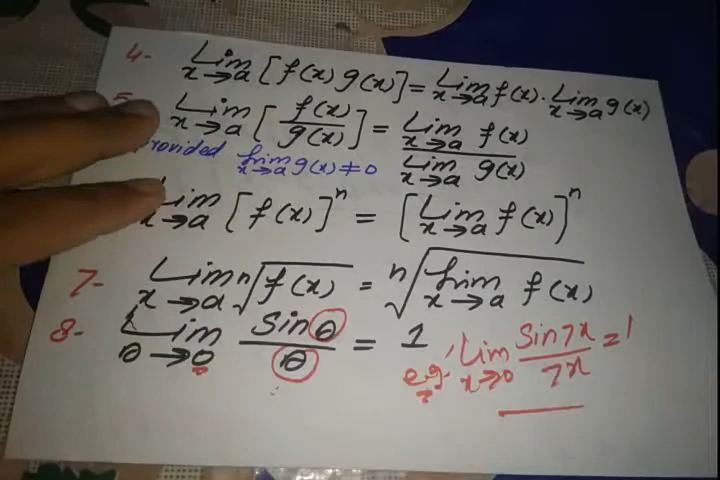 4- Lim x→a [f(x) g(x)] = Lim x→a f(x) . Lim x→a g(x)
5 Lim x→a [f(x)/g(x)] = Lim x→a f(x) / Lim x→a g(x)
Provided Lim x→a g(x) ≠ 0
Lim x→a [f(x)]ⁿ = [Lim x→a f(x)]ⁿ
7- Lim x→a ⁿ√f(x) = ⁿ√Lim x→a f(x)
8- Lim θ→0 Sinθ/θ = 1
e.g. Lim x→0 Sin7x/7x = 1